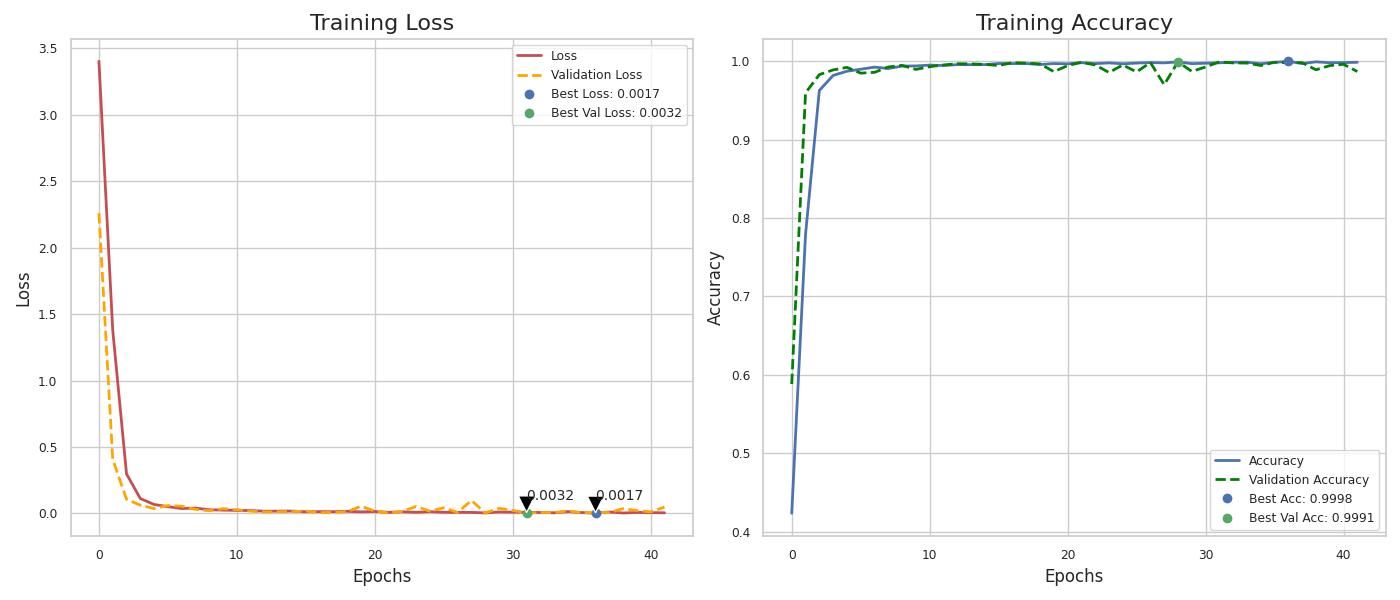 Training Loss
3.5
3.0
2.5
2.0
1.5
1.0
0.5
0.0
Loss
Loss
Validation Loss
Best Loss: 0.0017
Best Val Loss: 0.0032
0.0032
0.0017
0
10
20
30
40
Epochs
Training Accuracy
1.0
0.9
0.8
0.7
0.6
0.5
0.4
Accuracy
Accuracy
Validation Accuracy
Best Acc: 0.9998
Best Val Acc: 0.9991
0
10
20
30
40
Epochs